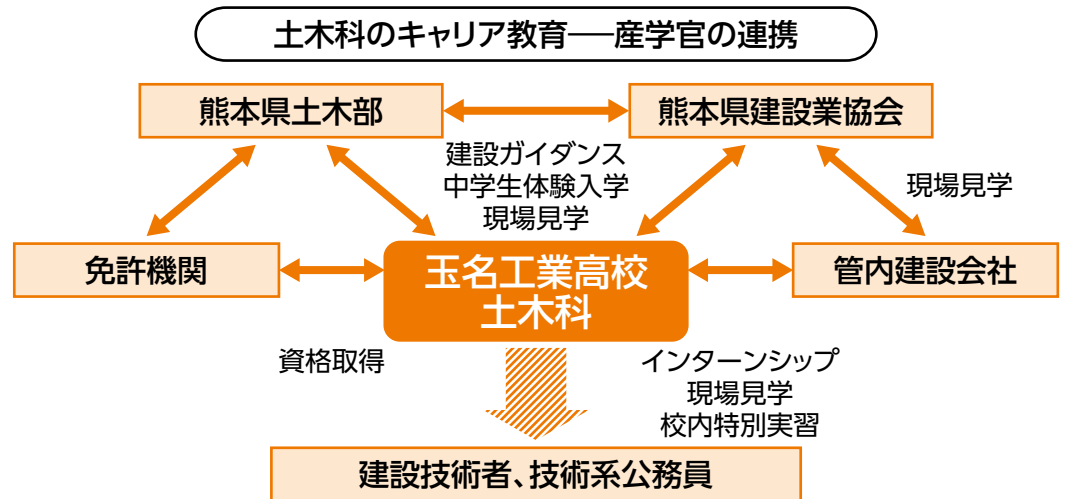 土木科のキャリア教育──産学官の連携
熊本県土木部
熊本県建設業協会
建設ガイダンス
中学生体験入学
現場見学
現場見学
免許機関
玉名工業高校
土木科
管内建設会社
資格取得
インターンシップ
現場見学
校内特別実習
建設技術者、技術系公務員